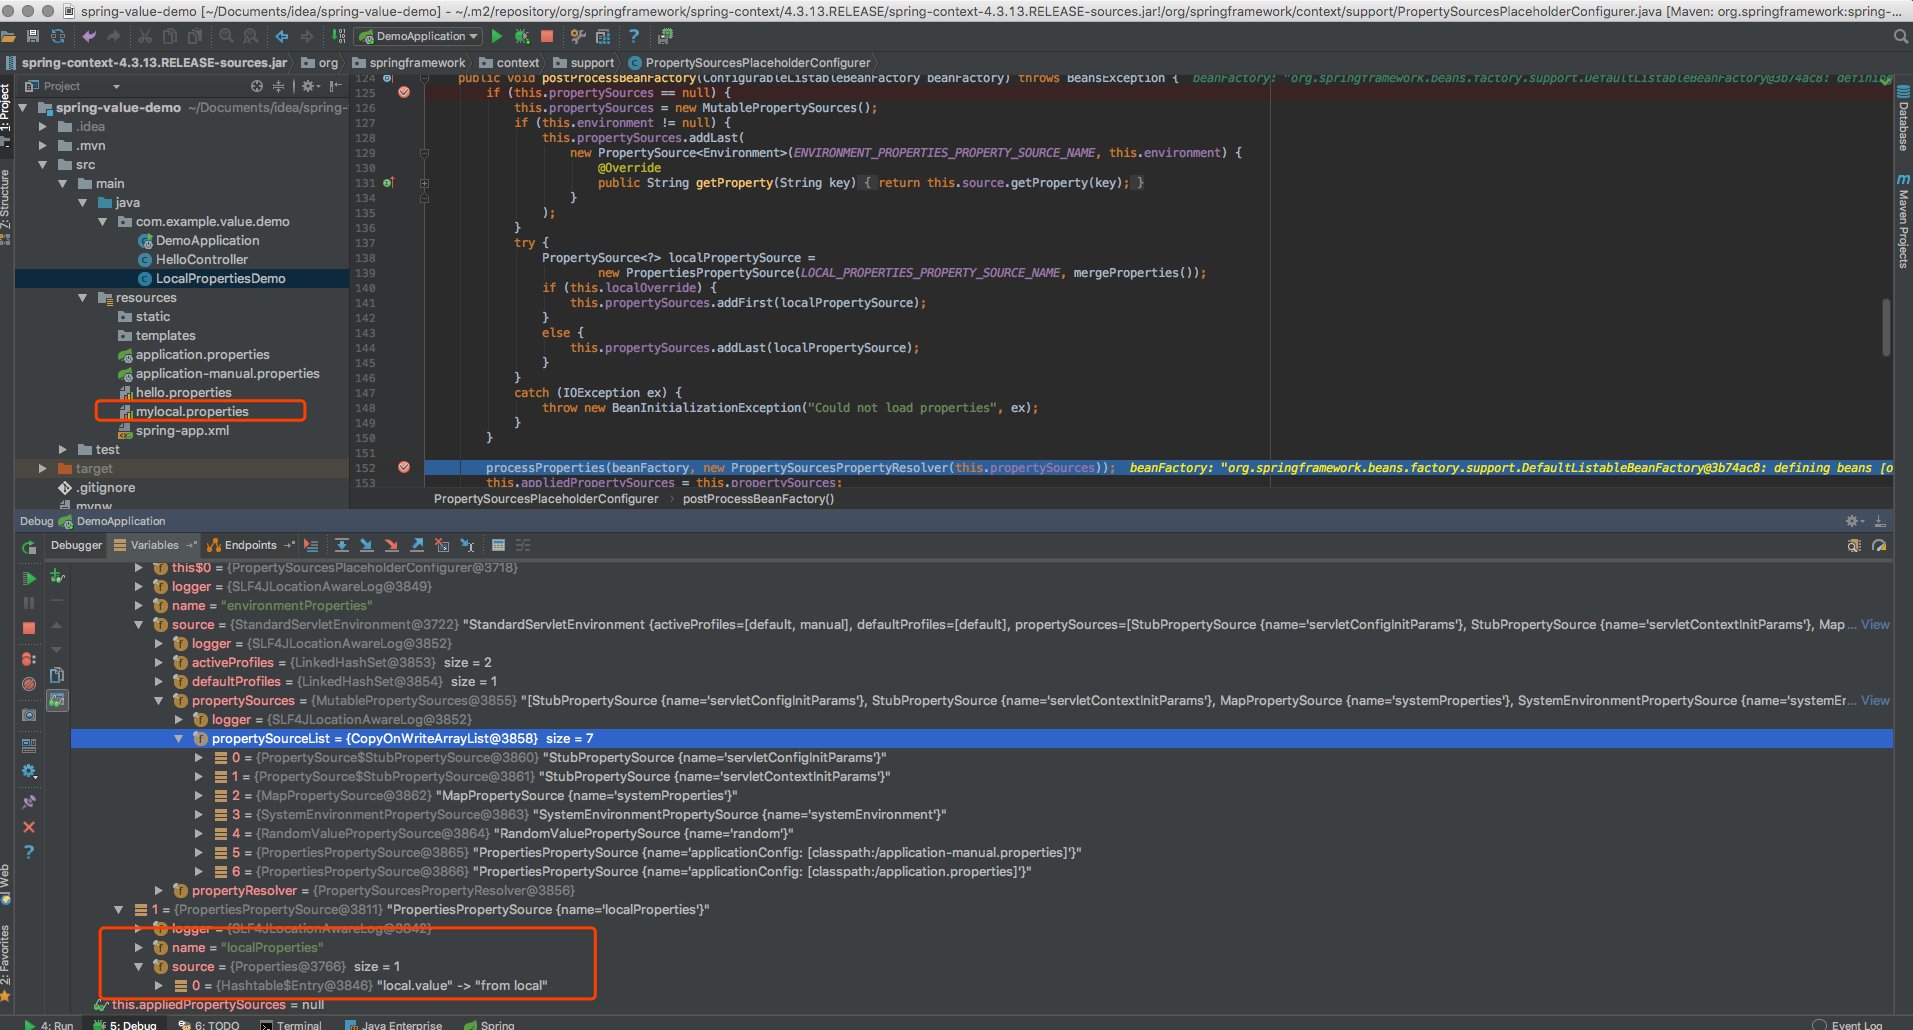 spring-value-demo [~/Documents/idea/spring-value-demo] - ~/.m2/repository/org/springframework/spring-context/4.3.13.RELEASE/spring-context-4.3.13.RELEASE-sources.jar!/org/springframework/context/support/PropertySourcesPlaceholderConfigurer.java [Maven: org.springframework:spring-...
DemoApplication
spring-context-4.3.13.RELEASE-sources.jar org springframework context support PropertySourcesPlaceholderConfigurer
1: Project
7: Structure
Web
2: Favorites
Database
Maven Projects
Project
spring-value-demo ~/Documents/idea/spring-
.idea
.mvn
src
main
java
com.example.value.demo
DemoApplication
HelloController
LocalPropertiesDemo
resources
static
templates
application.properties
application-manual.properties
hello.properties
mylocal.properties
spring-app.xml
test
target
.gitignore
mvnw
124 public void postProcessBeanFactory(ConfigurableListableBeanFactory beanFactory) throws BeansException { beanFactory: "org.springframework.beans.factory.support.DefaultListableBeanFactory@3b74ac8: defining
125 if (this.propertySources == null) {
126 this.propertySources = new MutablePropertySources();
127 if (this.environment != null) {
128 this.propertySources.addLast(
129 new PropertySource<Environment>(ENVIRONMENT_PROPERTIES_PROPERTY_SOURCE_NAME, this.environment) {
130 @Override
131 public String getProperty(String key) { return this.source.getProperty(key); }
134 }
135 );
136 }
137 try {
138 PropertySource<?> localPropertySource =
139 new PropertiesPropertySource(LOCAL_PROPERTIES_PROPERTY_SOURCE_NAME, mergeProperties());
140 if (this.localOverride) {
141 this.propertySources.addFirst(localPropertySource);
142 }
143 else {
144 this.propertySources.addLast(localPropertySource);
145 }
146 }
147 catch (IOException ex) {
148 throw new BeanInitializationException("Could not load properties", ex);
149 }
150 }
151
152 processProperties(beanFactory, new PropertySourcesPropertyResolver(this.propertySources)); beanFactory: "org.springframework.beans.factory.support.DefaultListableBeanFactory@3b74ac8: defining beans [o
153 this.appliedPropertySources = this.propertySources;
PropertySourcesPlaceholderConfigurer › postProcessBeanFactory()
Debug DemoApplication
Debugger Variables Endpoints
this$0 = {PropertySourcesPlaceholderConfigurer@3718}
logger = {SLF4JLocationAwareLog@3849}
name = "environmentProperties"
source = {StandardServletEnvironment@3722} "StandardServletEnvironment {activeProfiles=[default, manual], defaultProfiles=[default], propertySources=[StubPropertySource {name='servletConfigInitParams'}, StubPropertySource {name='servletContextInitParams'}, Map ... View
logger = {SLF4JLocationAwareLog@3852}
activeProfiles = {LinkedHashSet@3853} size = 2
defaultProfiles = {LinkedHashSet@3854} size = 1
propertySources = {MutablePropertySources@3855} "[StubPropertySource {name='servletConfigInitParams'}, StubPropertySource {name='servletContextInitParams'}, MapPropertySource {name='systemProperties'}, SystemEnvironmentPropertySource {name='systemEr... View
logger = {SLF4JLocationAwareLog@3852}
propertySourceList = {CopyOnWriteArrayList@3858} size = 7
0 = {PropertySource$StubPropertySource@3860} "StubPropertySource {name='servletConfigInitParams'}"
1 = {PropertySource$StubPropertySource@3861} "StubPropertySource {name='servletContextInitParams'}"
2 = {MapPropertySource@3862} "MapPropertySource {name='systemProperties'}"
3 = {SystemEnvironmentPropertySource@3863} "SystemEnvironmentPropertySource {name='systemEnvironment'}"
4 = {RandomValuePropertySource@3864} "RandomValuePropertySource {name='random'}"
5 = {PropertiesPropertySource@3865} "PropertiesPropertySource {name='applicationConfig: [classpath:/application-manual.properties]'}"
6 = {PropertiesPropertySource@3866} "PropertiesPropertySource {name='applicationConfig: [classpath:/application.properties]'}"
propertyResolver = {PropertySourcesPropertyResolver@3856}
1 = {PropertiesPropertySource@3811} "PropertiesPropertySource {name='localProperties'}"
logger = {SLF4JLocationAwareLog@3842}
name = "localProperties"
source = {Properties@3766} size = 1
0 = {Hashtable$Entry@3846} "local.value" -> "from local"
this.appliedPropertySources = null
4: Run 5: Debug 6: TODO Terminal Java Enterprise Spring Event Log